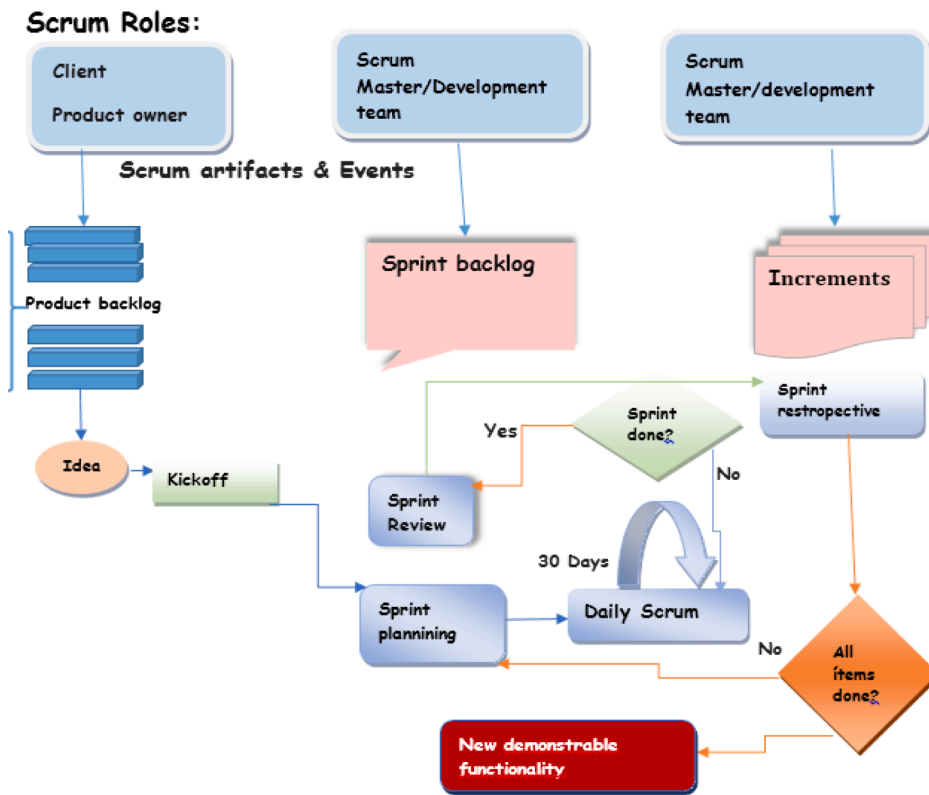 Scrum Roles:
Client
Product owner
Scrum
Master/Development
team
Scrum
Master/development
team
Scrum artifacts & Events
Product backlog
Sprint backlog
Increments
Idea
Kickoff
Sprint
plannining
Daily Scrum
30 Days
Sprint
done?
Yes
No
Sprint
Review
Sprint
restropective
All
ítems
done?
No
New demonstrable
functionality